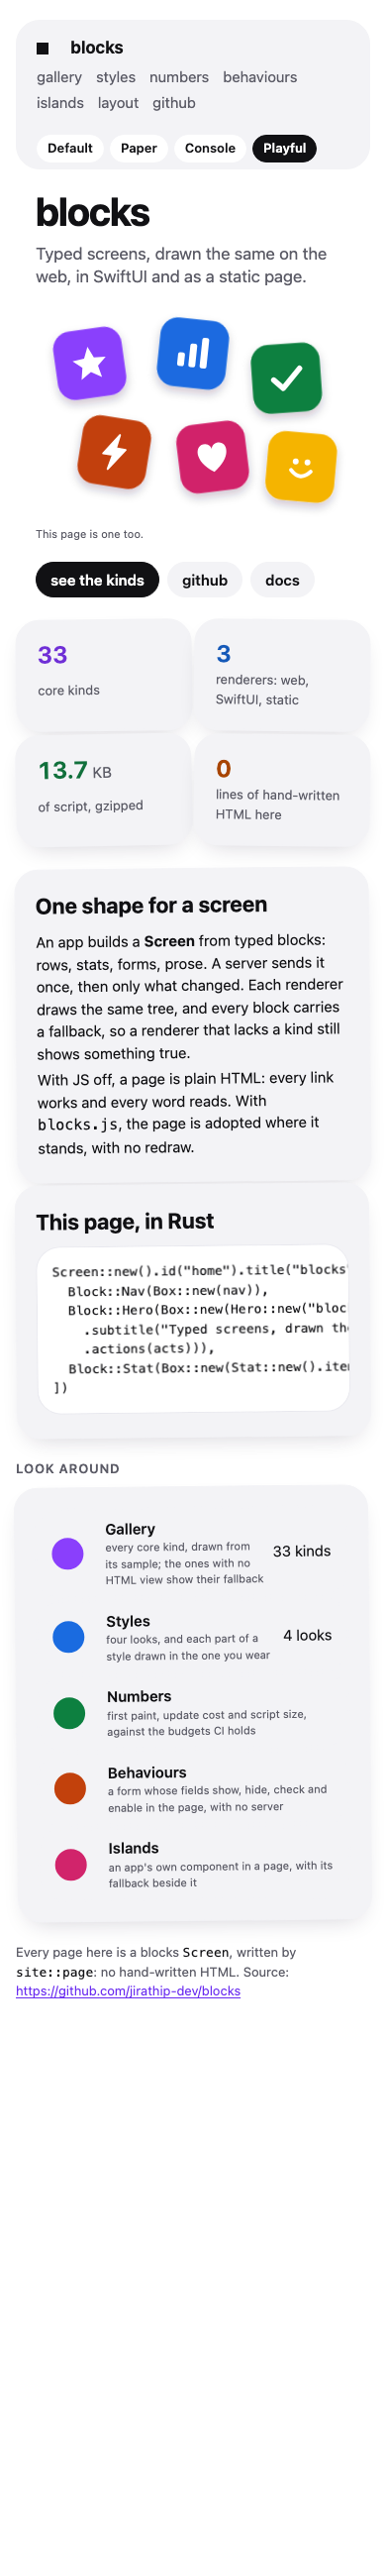 blocks
gallery styles numbers behaviours
islands layout github
Default Paper Console Playful
blocks
Typed screens, drawn the same on the
web, in SwiftUI and as a static page.
This page is one too.
see the kinds github docs
33
core kinds
3
renderers: web,
SwiftUI, static
13.7 KB
of script, gzipped
0
lines of hand-written
HTML here
One shape for a screen
An app builds a Screen from typed blocks:
rows, stats, forms, prose. A server sends it
once, then only what changed. Each renderer
draws the same tree, and every block carries
a fallback, so a renderer that lacks a kind still
shows something true.
With JS off, a page is plain HTML: every link
works and every word reads. With
blocks.js, the page is adopted where it
stands, with no redraw.
This page, in Rust
Screen::new().id("home").title("blocks"
Block::Nav(Box::new(nav)),
Block::Hero(Box::new(Hero::new("bloc
.subtitle("Typed screens, drawn th
.actions(acts))),
Block::Stat(Box::new(Stat::new().ite
])
LOOK AROUND
Gallery
every core kind, drawn from
its sample; the ones with no
HTML view show their fallback
33 kinds
Styles
four looks, and each part of a
style drawn in the one you wear
4 looks
Numbers
first paint, update cost and script size,
against the budgets CI holds
Behaviours
a form whose fields show, hide, check and
enable in the page, with no server
Islands
an app's own component in a page, with its
fallback beside it
Every page here is a blocks Screen, written by
site::page: no hand-written HTML. Source:
https://github.com/jirathip-dev/blocks